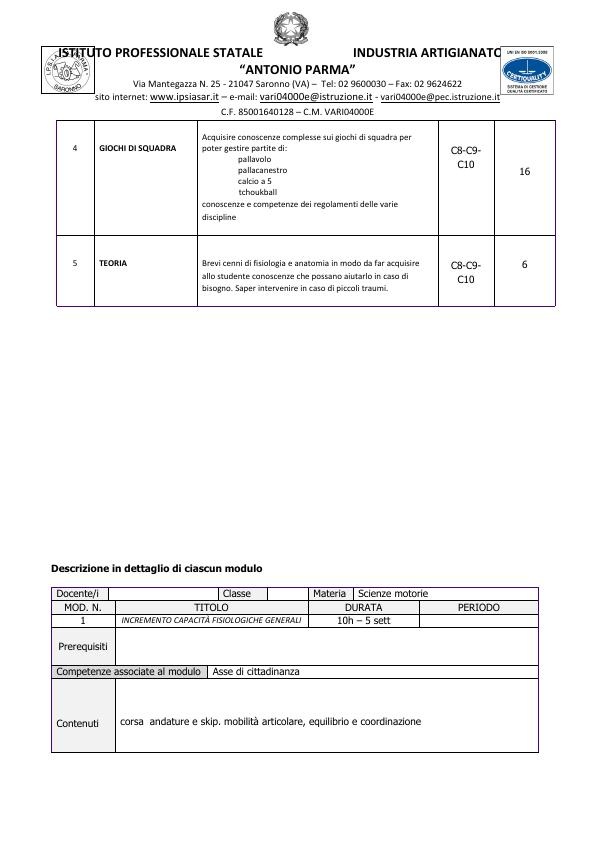 ISTITUTO PROFESSIONALE STATALE INDUSTRIA ARTIGIANATO
“ANTONIO PARMA”
Via Mantegazza N. 25 - 21047 Saronno (VA) – Tel: 02 9600030 – Fax: 02 9624622
sito internet: www.ipsiasar.it – e-mail: vari04000e@istruzione.it - vari04000e@pec.istruzione.it
C.F. 85001640128 – C.M. VARI04000E
SARONNO
UNI EN ISO 9001:2008
CERTIQUALITY
SISTEMA DI GESTIONE
QUALITÀ CERTIFICATO
4 GIOCHI DI SQUADRA
Acquisire conoscenze complesse sui giochi di squadra per
poter gestire partite di:
pallavolo
pallacanestro
calcio a 5
tchoukball
conoscenze e competenze dei regolamenti delle varie
discipline
C8-C9-
C10
16
5 TEORIA
Brevi cenni di fisiologia e anatomia in modo da far acquisire
allo studente conoscenze che possano aiutarlo in caso di
bisogno. Saper intervenire in caso di piccoli traumi.
C8-C9-
C10
6
Descrizione in dettaglio di ciascun modulo
Docente/i Classe Materia Scienze motorie
MOD. N. TITOLO DURATA PERIODO
1 INCREMENTO CAPACITÀ FISIOLOGICHE GENERALI 10h – 5 sett
Prerequisiti
Competenze associate al modulo Asse di cittadinanza
Contenuti corsa andature e skip. mobilità articolare, equilibrio e coordinazione